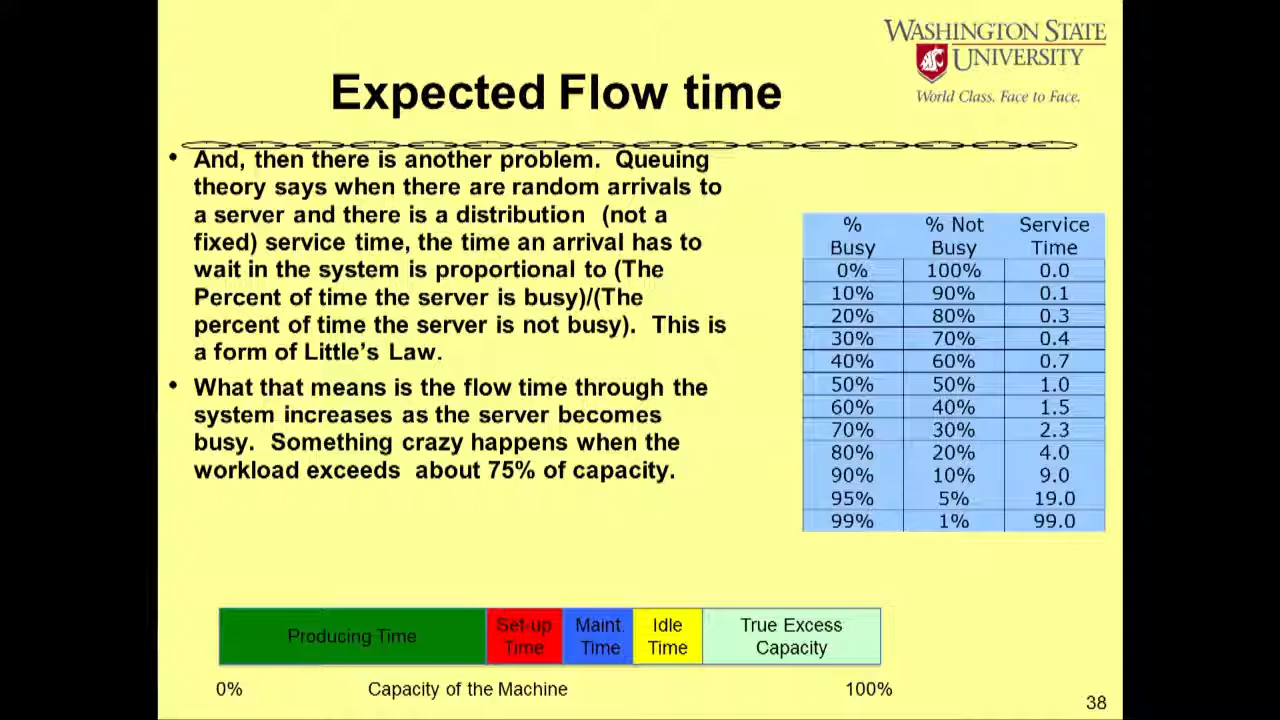 WASHINGTON STATE
UNIVERSITY
World Class. Face to Face.
Expected Flow time
• And, then there is another problem. Queuing
theory says when there are random arrivals to
a server and there is a distribution (not a
fixed) service time, the time an arrival has to
wait in the system is proportional to (The
Percent of time the server is busy)/(The
percent of time the server is not busy). This is
a form of Little's Law.
• What that means is the flow time through the
system increases as the server becomes
busy. Something crazy happens when the
workload exceeds about 75% of capacity.
% % Not Service
Busy Busy Time
0% 100% 0.0
10% 90% 0.1
20% 80% 0.3
30% 70% 0.4
40% 60% 0.7
50% 50% 1.0
60% 40% 1.5
70% 30% 2.3
80% 20% 4.0
90% 10% 9.0
95% 5% 19.0
99% 1% 99.0
Producing Time
Set-up
Time
Maint.
Time
Idle
Time
True Excess
Capacity
0% Capacity of the Machine 100%
38